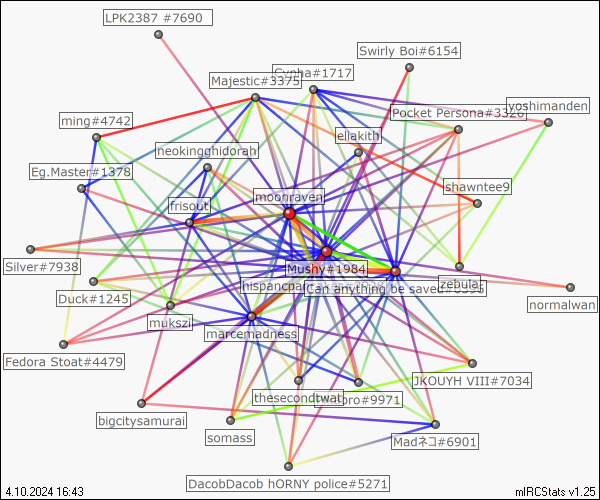 LPK2387 #7690
Swirly Boi#6154
Cynha#1717
Majestic#3375
yoshimanden
Pocket Persona#3326
ming#4742
ellakith
neokingghidorah
Eg.Master#1378
shawntee9
moonraven
frisout
Silver#7938
Mushy#1984
zebular
hispancpa
Can anything be saved
Duck#1245
normalwan
mukszi
marcemadness
Fedora Stoat#4479
JKOUYH VIII#7034
thesecondtwat
pro#9971
bigcitysamurai
somass
Madネコ#6901
DacobDacob hORNY police#5271
4.10.2024 16:43
mIRCStats v1.25